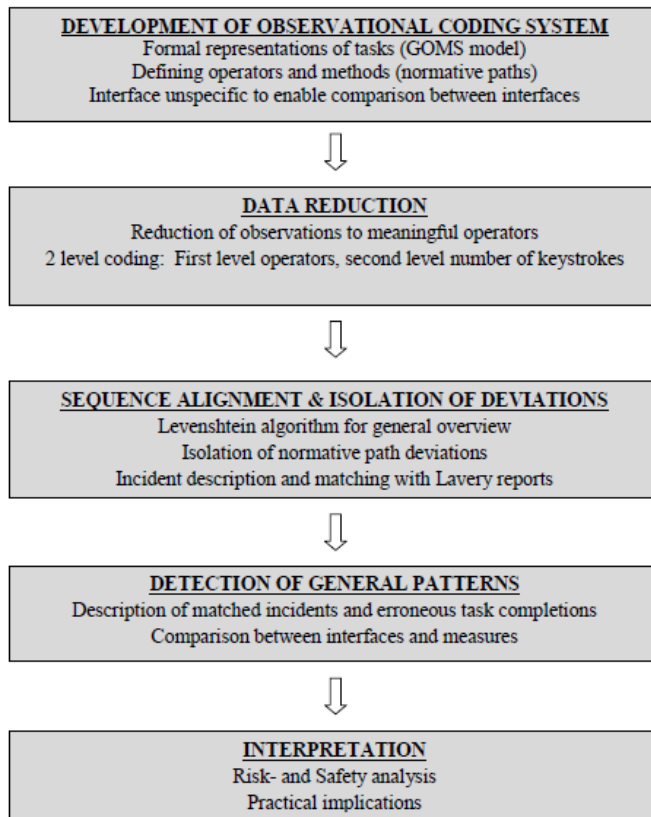 DEVELOPMENT OF OBSERVATIONAL CODING SYSTEM
Formal representations of tasks (GOMS model)
Defining operators and methods (normative paths)
Interface unspecific to enable comparison between interfaces
DATA REDUCTION
Reduction of observations to meaningful operators
2 level coding: First level operators, second level number of keystrokes
SEQUENCE ALIGNMENT & ISOLATION OF DEVIATIONS
Levenshtein algorithm for general overview
Isolation of normative path deviations
Incident description and matching with Lavery reports
DETECTION OF GENERAL PATTERNS
Description of matched incidents and erroneous task completions
Comparison between interfaces and measures
INTERPRETATION
Risk- and Safety analysis
Practical implications